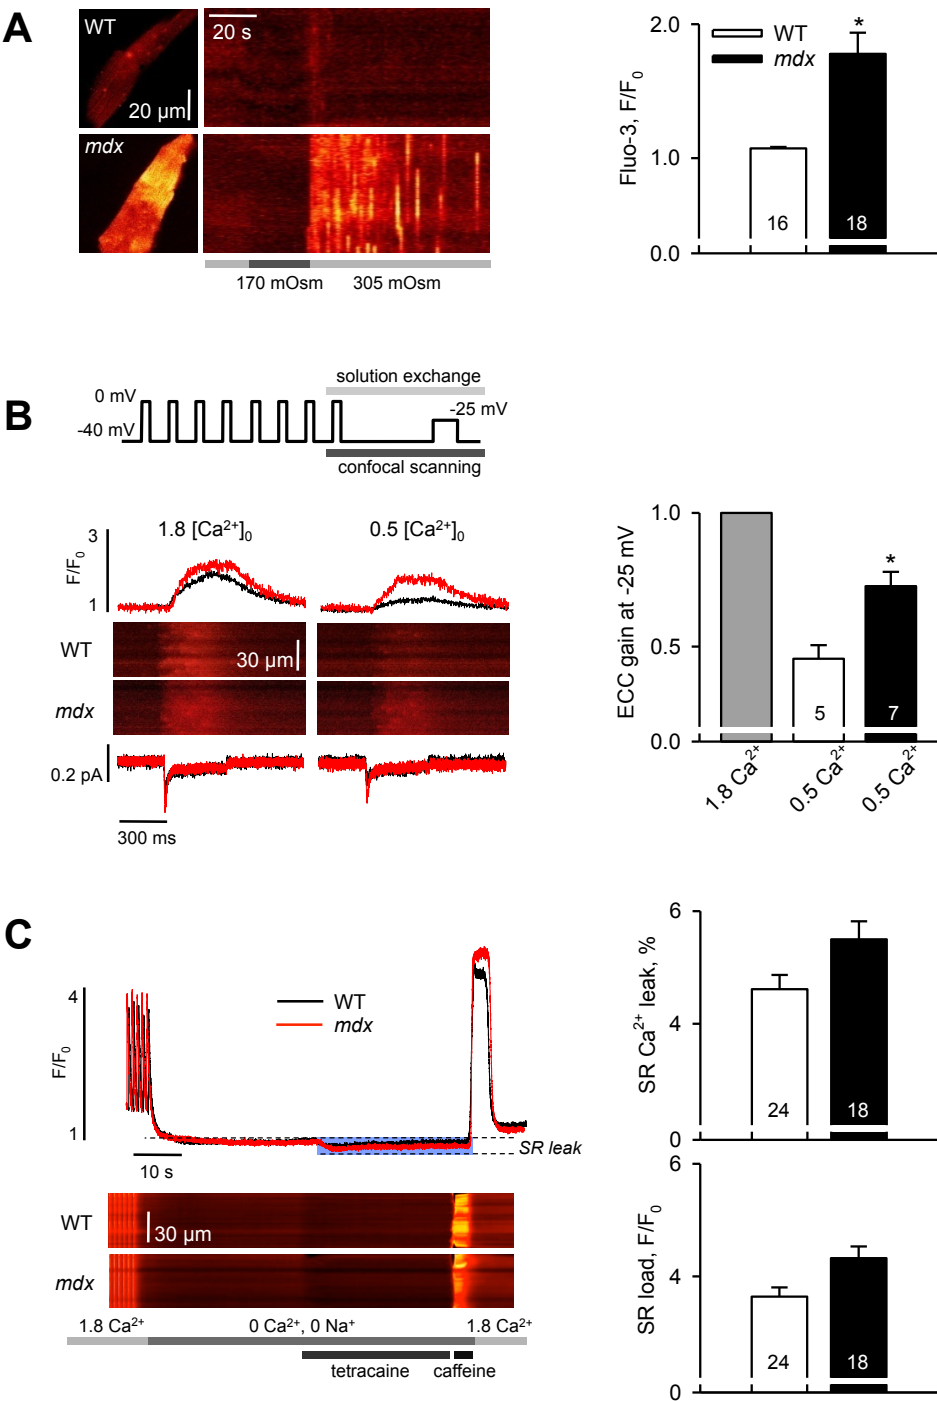 A
WT
20 µm
20 s
mdx
170 mOsm 305 mOsm
Fluo-3, F/F0
2.0
1.0
0.0
WT
mdx
*
16
18
B
solution exchange
0 mV
-40 mV
-25 mV
confocal scanning
3
F/F0
1
1.8 [Ca2+]0
0.5 [Ca2+]0
WT
30 µm
mdx
0.2 pA
300 ms
ECC gain at -25 mV
1.0
0.5
0.0
*
5
7
1.8 Ca2+
0.5 Ca2+
0.5 Ca2+
C
4
F/F0
1
WT
mdx
SR leak
10 s
WT
30 µm
mdx
1.8 Ca2+ 0 Ca2+, 0 Na+ 1.8 Ca2+
tetracaine caffeine
SR Ca2+ leak, %
6
4
0
24
18
SR load, F/F0
6
4
0
24
18